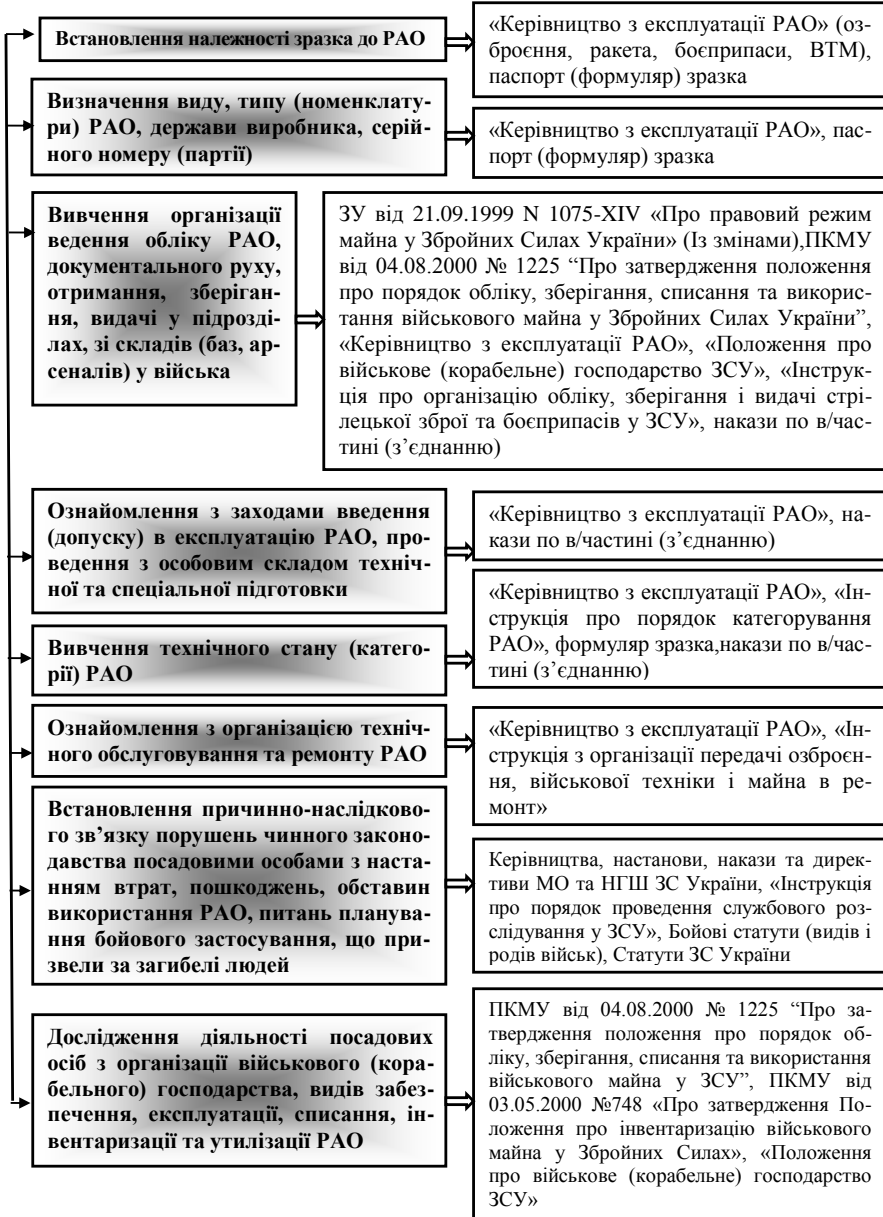 Встановлення належності зразка до РАО
«Керівництво з експлуатації РАО» (оз-
броєння, ракета, боєприпаси, ВТМ),
паспорт (формуляр) зразка
Визначення виду, типу (номенклату-
ри) РАО, держави виробника, серій-
ного номеру (партії)
«Керівництво з експлуатації РАО», пас-
порт (формуляр) зразка
Вивчення організації
ведення обліку РАО,
документального руху,
отримання, зберіган-
ня, видачі у підрозді-
лах, зі складів (баз, ар-
сеналів) у війська
ЗУ від 21.09.1999 N 1075-XIV «Про правовий режим
майна у Збройних Силах України» (Із змінами),ПКМУ
від 04.08.2000 № 1225 “Про затвердження положення
про порядок обліку, зберігання, списання та викорис-
тання військового майна у Збройних Силах України”,
«Керівництво з експлуатації РАО», «Положення про
військове (корабельне) господарство ЗСУ», «Інструк-
ція про організацію обліку, зберігання і видачі стрі-
лецької зброї та боєприпасів у ЗСУ», накази по в/час-
тині (з’єднанню)
Ознайомлення з заходами введення
(допуску) в експлуатацію РАО, про-
ведення з особовим складом техніч-
ної та спеціальної підготовки
«Керівництво з експлуатації РАО», на-
кази по в/частині (з’єднанню)
Вивчення технічного стану (катего-
рії) РАО
«Керівництво з експлуатації РАО», «Ін-
струкція про порядок категорування
РАО», формуляр зразка,накази по в/час-
тині (з’єднанню)
Ознайомлення з організацією техніч-
ного обслуговування та ремонту РАО
«Керівництво з експлуатації РАО», «Ін-
струкція з організації передачі озброєн-
ня, військової техніки і майна в ре-
монт»
Встановлення причинно-наслідково-
го зв’язку порушень чинного законо-
давства посадовими особами з наста-
нням втрат, пошкоджень, обставин
використання РАО, питань планува-
ння бойового застосування, що при-
звели за загибелі людей
Керівництва, настанови, накази та дирек-
тиви МО та НГШ ЗС України, «Інструкція
про порядок проведення службового роз-
слідування у ЗСУ», Бойові статути (видів і
родів військ), Статути ЗС України
Дослідження діяльності посадових
осіб з організації військового (кора-
бельного) господарства, видів забез-
печення, експлуатації, списання, ін-
вентаризації та утилізації РАО
ПКМУ від 04.08.2000 № 1225 “Про за-
твердження положення про порядок об-
ліку, зберігання, списання та використання
військового майна у ЗСУ”, ПКМУ від
03.05.2000 №748 «Про затвердження По-
ложення про інвентаризацію військового
майна у Збройних Силах», «Положення
про військове (корабельне) господарство
ЗСУ»